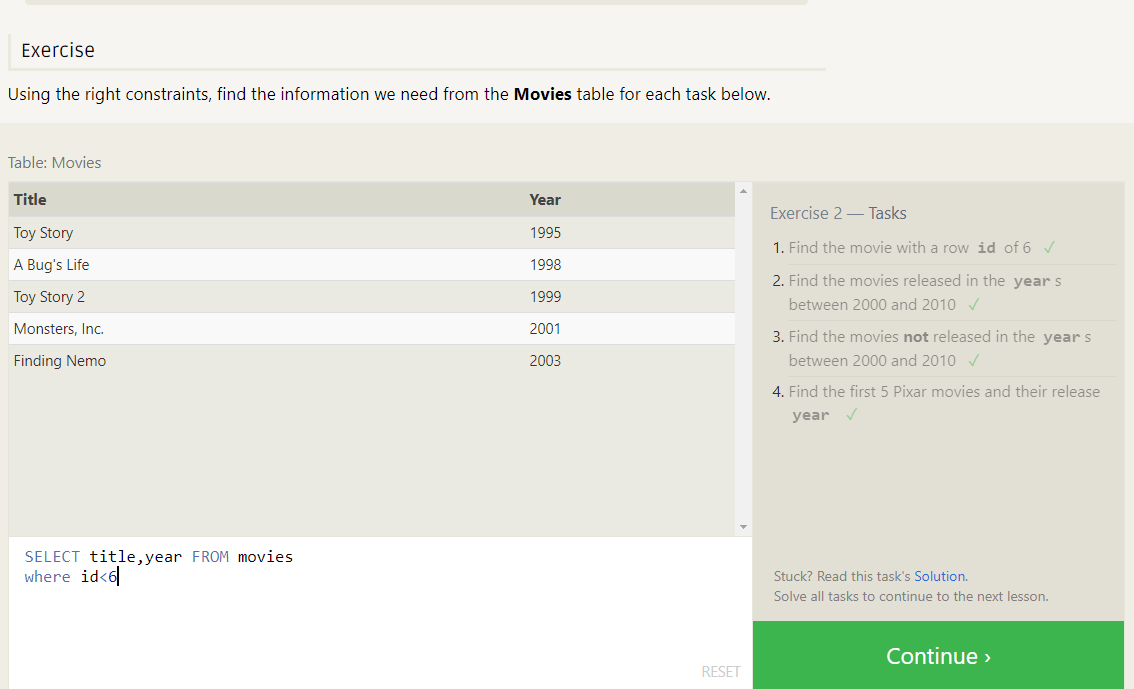 Exercise
Using the right constraints, find the information we need from the Movies table for each task below.
Table: Movies
Title Year
Toy Story 1995
A Bug's Life 1998
Toy Story 2 1999
Monsters, Inc. 2001
Finding Nemo 2003
SELECT title,year FROM movies
where id<6
RESET
Exercise 2 — Tasks
1. Find the movie with a row id of 6 ✓
2. Find the movies released in the year s
between 2000 and 2010 ✓
3. Find the movies not released in the year s
between 2000 and 2010 ✓
4. Find the first 5 Pixar movies and their release
year ✓
Stuck? Read this task's Solution.
Solve all tasks to continue to the next lesson.
Continue ›